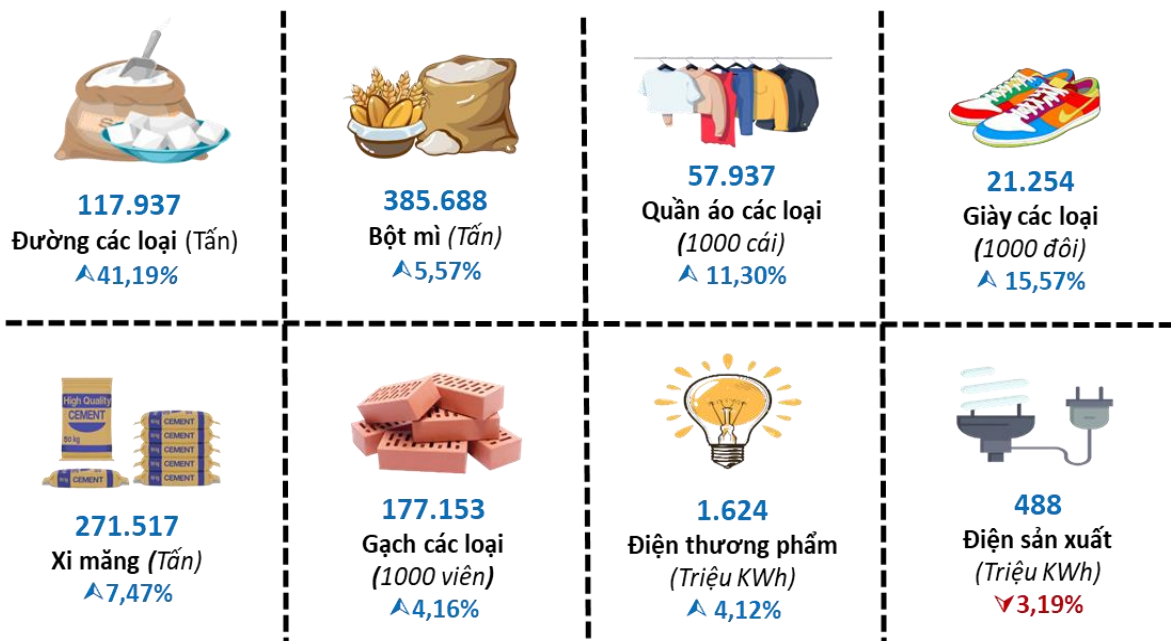 117.937
Đường các loại (Tấn)
41,19%
385.688
Bột mì (Tấn)
5,57%
57.937
Quần áo các loại
(1000 cái)
11,30%
21.254
Giày các loại
(1000 đôi)
15,57%
High Quality
CEMENT
50 kg
CEMENT
CEMENT
CEMENT
CEMENT
CEMENT
CEMENT
271.517
Xi măng (Tấn)
7,47%
177.153
Gạch các loại
(1000 viên)
4,16%
1.624
Điện thương phẩm
(Triệu KWh)
4,12%
488
Điện sản xuất
(Triệu KWh)
3,19%